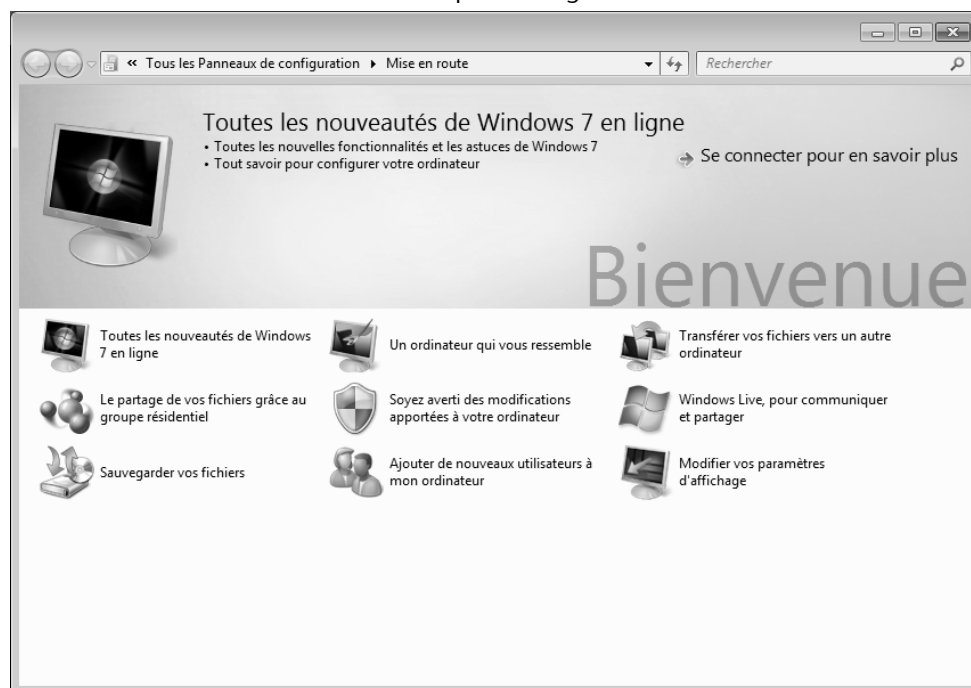 « Tous les Panneaux de configuration ▸ Mise en route
Rechercher
Toutes les nouveautés de Windows 7 en ligne
• Toutes les nouvelles fonctionnalités et les astuces de Windows 7
• Tout savoir pour configurer votre ordinateur
Se connecter pour en savoir plus
Bienvenue
Toutes les nouveautés de Windows
7 en ligne
Un ordinateur qui vous ressemble
Transférer vos fichiers vers un autre
ordinateur
Le partage de vos fichiers grâce au
groupe résidentiel
Soyez averti des modifications
apportées à votre ordinateur
Windows Live, pour communiquer
et partager
Sauvegarder vos fichiers
Ajouter de nouveaux utilisateurs à
mon ordinateur
Modifier vos paramètres
d'affichage